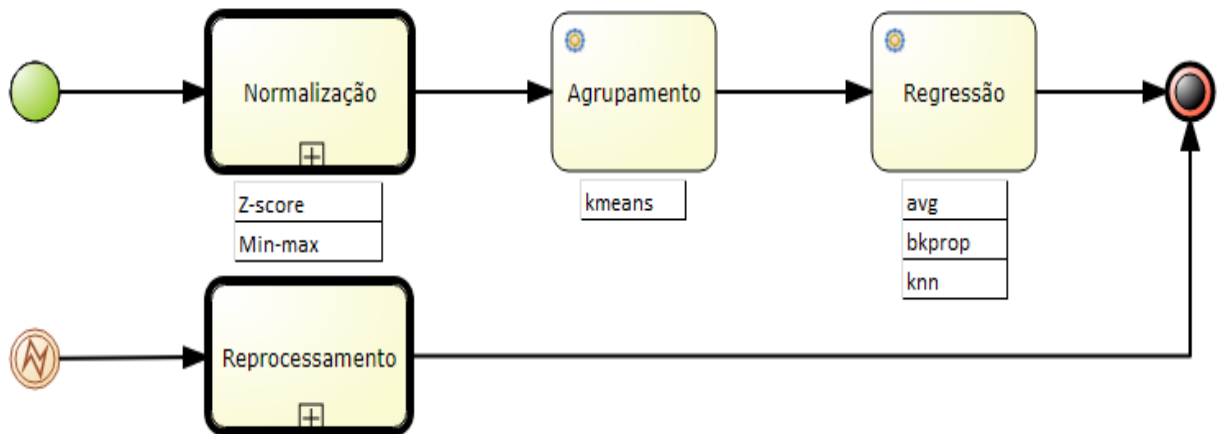 Normalização
Agrupamento
Regressão
Z-score
Min-max
kmeans
avg
bkprop
knn
Reprocessamento